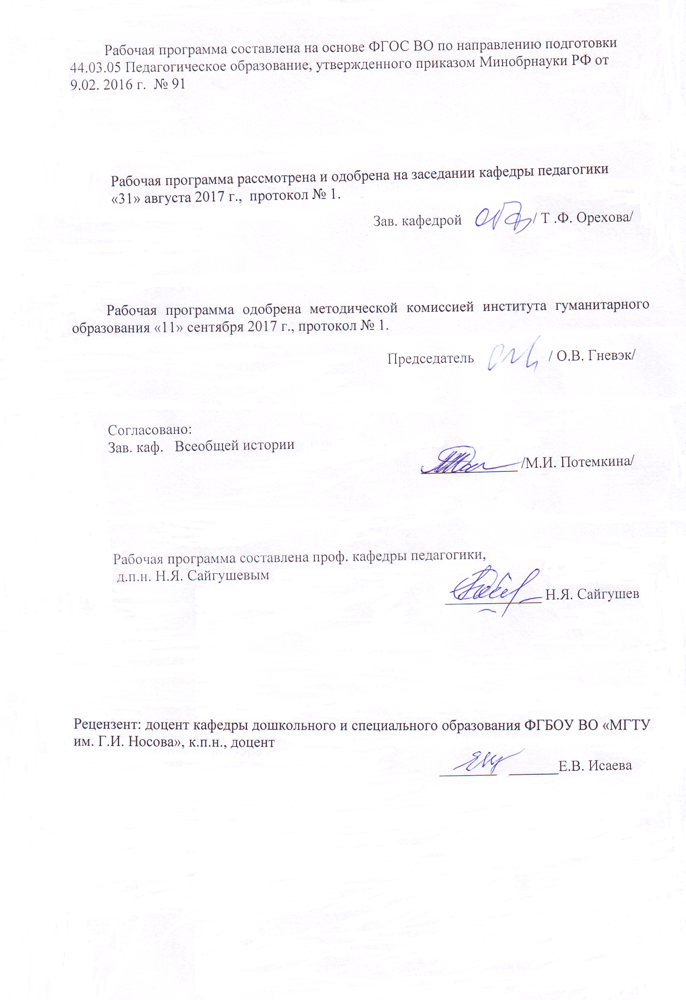 Рабочая программа составлена на основе ФГОС ВО по направлению подготовки
44.03.05 Педагогическое образование, утвержденного приказом Минобрнауки РФ от
9.02. 2016 г. № 91
Рабочая программа рассмотрена и одобрена на заседании кафедры педагогики
«31» августа 2017 г., протокол № 1.
Зав. кафедрой / Т .Ф. Орехова/
Рабочая программа одобрена методической комиссией института гуманитарного
образования «11» сентября 2017 г., протокол № 1.
Председатель / О.В. Гневэк/
Согласовано:
Зав. каф. Всеобщей истории
/М.И. Потемкина/
Рабочая программа составлена проф. кафедры педагогики,
д.п.н. Н.Я. Сайгушевым
Н.Я. Сайгушев
Рецензент: доцент кафедры дошкольного и специального образования ФГБОУ ВО «МГТУ
им. Г.И. Носова», к.п.н., доцент
Е.В. Исаева